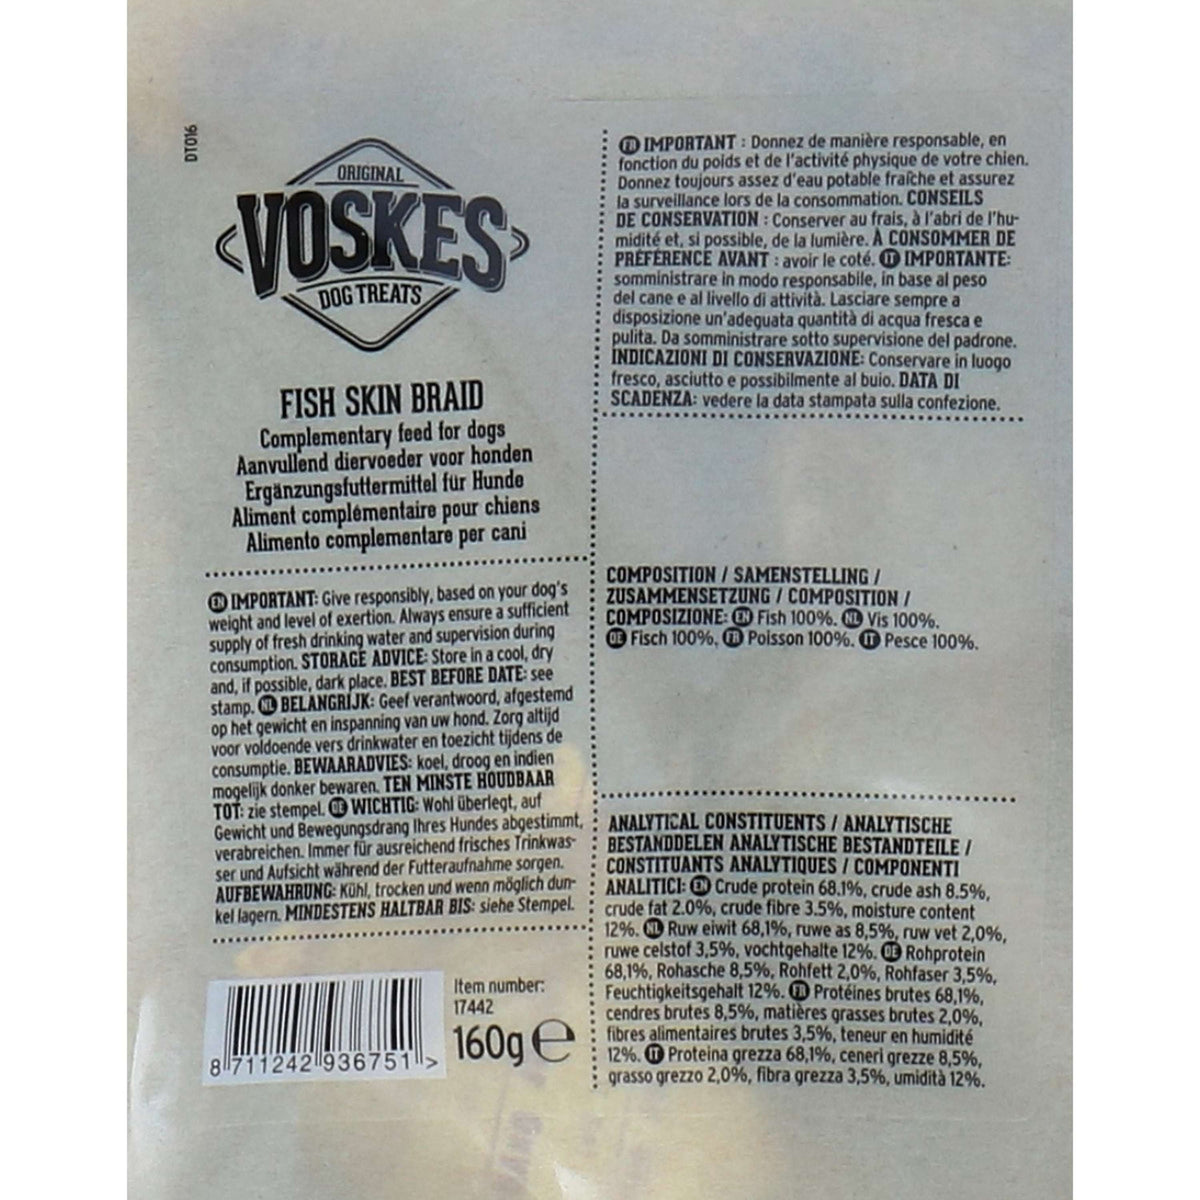 DT016
ORIGINAL
VOSKES
DOG TREATS
FISH SKIN BRAID
Complementary feed for dogs
Aanvullend diervoeder voor honden
Ergänzungsfuttermittel für Hunde
Aliment complémentaire pour chiens
Alimento complementare per cani
EN IMPORTANT: Give responsibly, based on your dog's
weight and level of exertion. Always ensure a sufficient
supply of fresh drinking water and supervision during
consumption. STORAGE ADVICE: Store in a cool, dry
and, if possible, dark place. BEST BEFORE DATE: see
stamp. NL BELANGRIJK: Geef verantwoord, afgestemd
op het gewicht en inspanning van uw hond. Zorg altijd
voor voldoende vers drinkwater en toezicht tijdens de
consumptie. BEWAARADVIES: koel, droog en indien
mogelijk donker bewaren. TEN MINSTE HOUDBAAR
TOT: zie stempel. DE WICHTIG: Wohl überlegt, auf
Gewicht und Bewegungsdrang Ihres Hundes abgestimmt,
verabreichen. Immer für ausreichend frisches Trinkwas-
ser und Aufsicht während der Futteraufnahme sorgen.
AUFBEWAHRUNG: Kühl, trocken und wenn möglich dun-
kel lagern. MINDESTENS HALTBAR BIS: siehe Stempel.
8 711242 936751 >
Item number:
17442
160g ℮
FR IMPORTANT : Donnez de manière responsable, en
fonction du poids et de l'activité physique de votre chien.
Donnez toujours assez d'eau potable fraîche et assurez
la surveillance lors de la consommation. CONSEILS
DE CONSERVATION : Conserver au frais, à l'abri de l'hu-
midité et, si possible, de la lumière. À CONSOMMER DE
PRÉFÉRENCE AVANT : avoir le coté. IT IMPORTANTE:
somministrare in modo responsabile, in base al peso
del cane e al livello di attività. Lasciare sempre a
disposizione un'adeguata quantità di acqua fresca e
pulita. Da somministrare sotto supervisione del padrone.
INDICAZIONI DI CONSERVAZIONE: Conservare in luogo
fresco, asciutto e possibilmente al buio. DATA DI
SCADENZA: vedere la data stampata sulla confezione.
COMPOSITION / SAMENSTELLING /
ZUSAMMENSETZUNG / COMPOSITION /
COMPOSIZIONE: EN Fish 100%. NL Vis 100%.
DE Fisch 100%. FR Poisson 100%. IT Pesce 100%.
ANALYTICAL CONSTITUENTS / ANALYTISCHE
BESTANDDELEN ANALYTISCHE BESTANDTEILE /
CONSTITUANTS ANALYTIQUES / COMPONENTI
ANALITICI: EN Crude protein 68.1%, crude ash 8.5%,
crude fat 2.0%, crude fibre 3.5%, moisture content
12%. NL Ruw eiwit 68,1%, ruwe as 8,5%, ruw vet 2,0%,
ruwe celstof 3,5%, vochtgehalte 12%. DE Rohprotein
68,1%, Rohasche 8,5%, Rohfett 2,0%, Rohfaser 3,5%,
Feuchtigkeitsgehalt 12%. FR Protéines brutes 68,1%,
cendres brutes 8,5%, matières grasses brutes 2,0%,
fibres alimentaires brutes 3,5%, teneur en humidité
12%. IT Proteina grezza 68,1%, ceneri grezze 8,5%,
grasso grezzo 2,0%, fibra grezza 3,5%, umidità 12%.